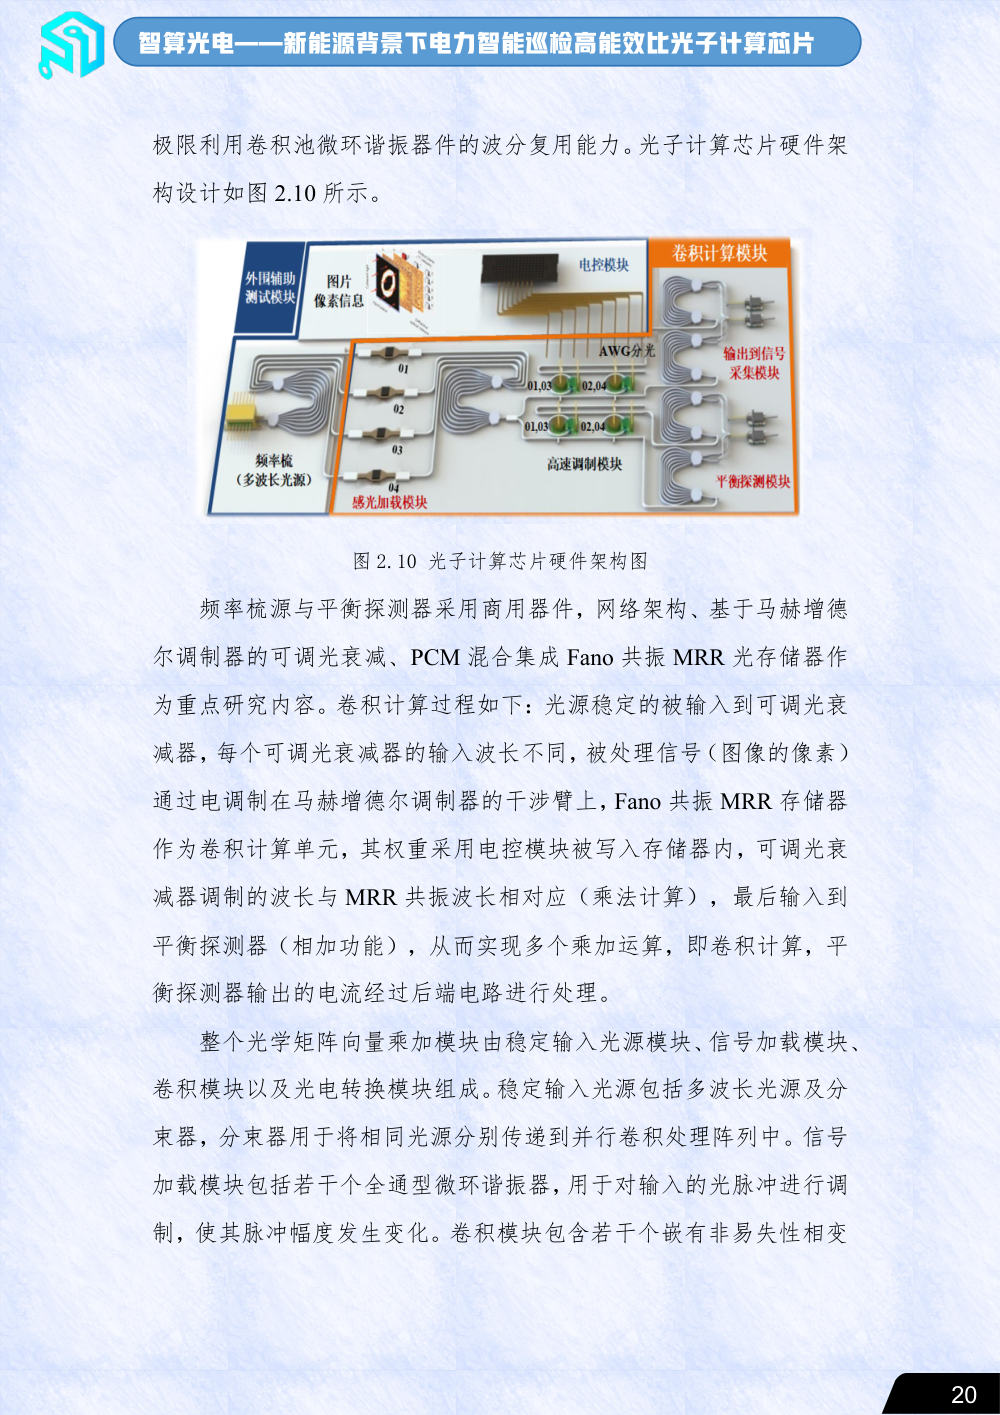 智算光电——新能源背景下电力智能巡检高能效比光子计算芯片
极限利用卷积池微环谐振器件的波分复用能力。光子计算芯片硬件架
构设计如图 2.10 所示。
外围辅助
测试模块
图片
像素信息
电控模块
卷积计算模块
AWG分光
01
02
03
04
01,03
02,04
01,03
02,04
输出到信号
采集模块
频率梳
（多波长光源）
高速调制模块
平衡探测模块
感光加载模块
图 2.10 光子计算芯片硬件架构图
频率梳源与平衡探测器采用商用器件，网络架构、基于马赫增德
尔调制器的可调光衰减、PCM 混合集成 Fano 共振 MRR 光存储器作
为重点研究内容。卷积计算过程如下：光源稳定的被输入到可调光衰
减器，每个可调光衰减器的输入波长不同，被处理信号（图像的像素）
通过电调制在马赫增德尔调制器的干涉臂上，Fano 共振 MRR 存储器
作为卷积计算单元，其权重采用电控模块被写入存储器内，可调光衰
减器调制的波长与 MRR 共振波长相对应（乘法计算），最后输入到
平衡探测器（相加功能），从而实现多个乘加运算，即卷积计算，平
衡探测器输出的电流经过后端电路进行处理。
整个光学矩阵向量乘加模块由稳定输入光源模块、信号加载模块、
卷积模块以及光电转换模块组成。稳定输入光源包括多波长光源及分
束器，分束器用于将相同光源分别传递到并行卷积处理阵列中。信号
加载模块包括若干个全通型微环谐振器，用于对输入的光脉冲进行调
制，使其脉冲幅度发生变化。卷积模块包含若干个嵌有非易失性相变
20